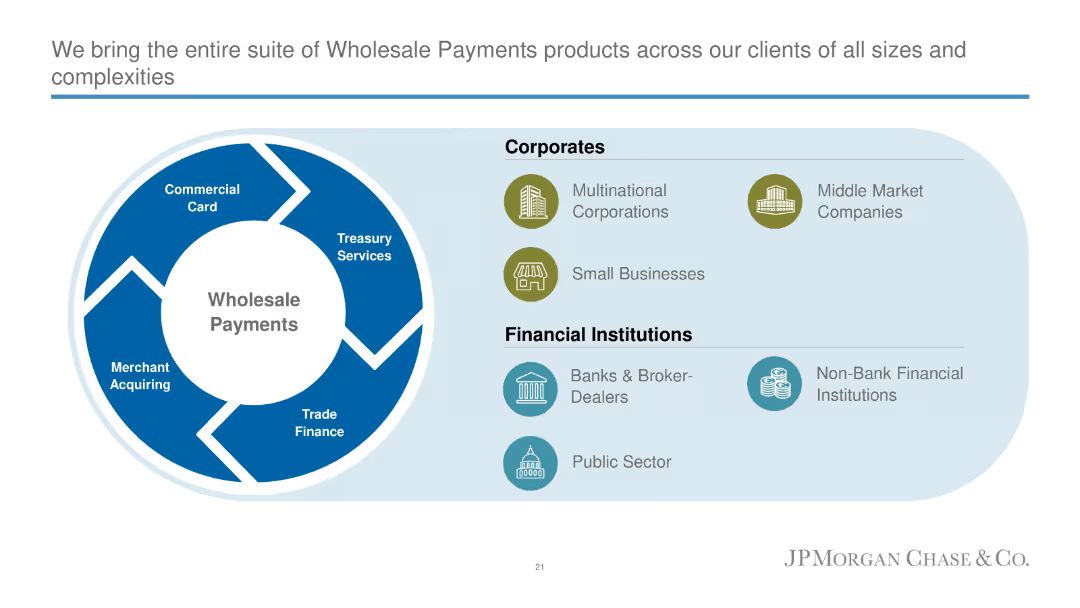 We bring the entire suite of Wholesale Payments products across our clients of all sizes and
complexities
Commercial
Card
Treasury
Services
Wholesale
Payments
Merchant
Acquiring
Trade
Finance
Corporates
Multinational
Corporations
Middle Market
Companies
Small Businesses
Financial Institutions
Banks & Broker-
Dealers
Non-Bank Financial
Institutions
Public Sector
21
JPMORGAN CHASE & CO.